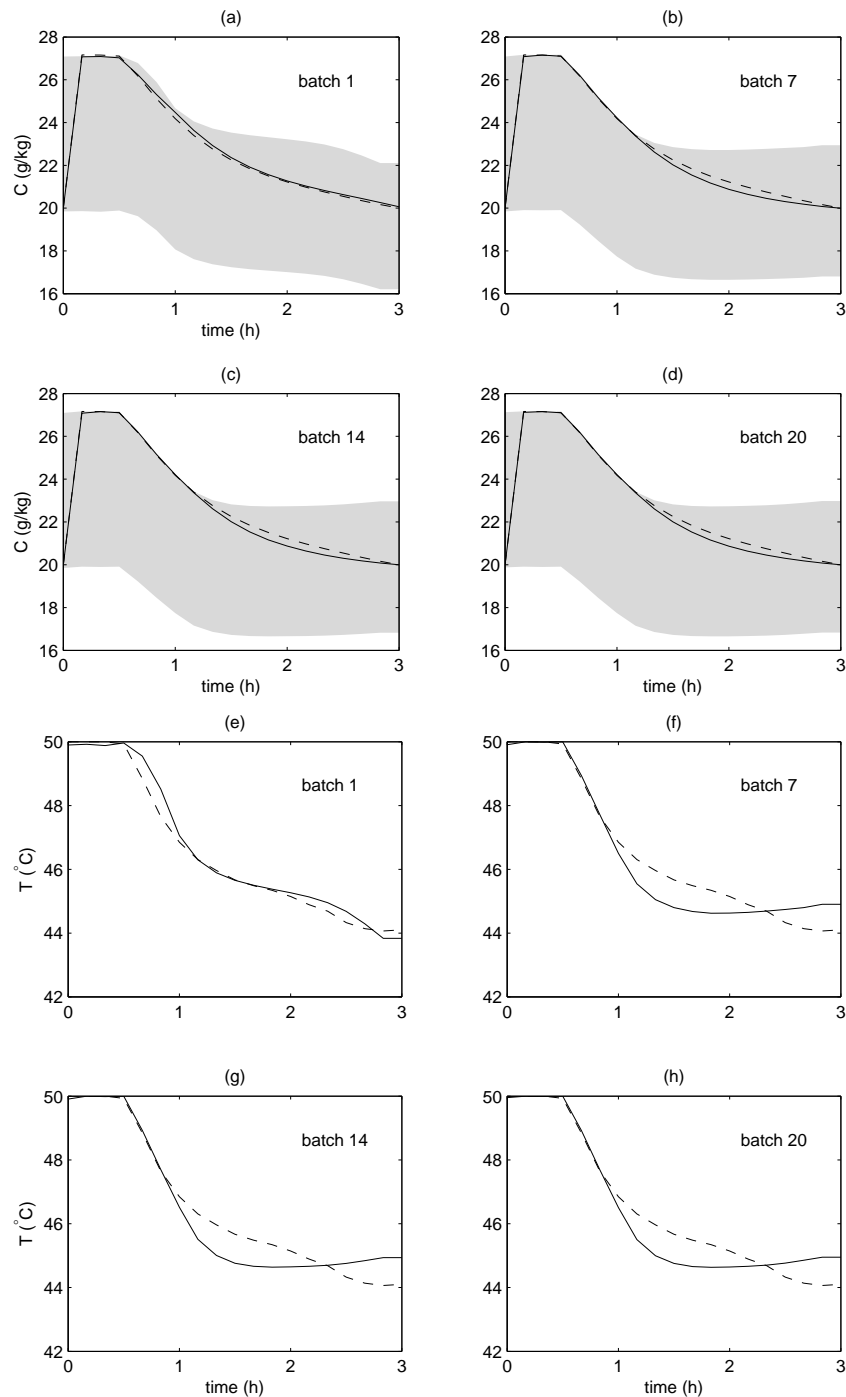 (a)
28
26
24
22
20
18
16
C (g/kg)
batch 1
0
1
2
3
time (h)
(b)
28
26
24
22
20
18
16
batch 7
0
1
2
3
time (h)
(c)
28
26
24
22
20
18
16
C (g/kg)
batch 14
0
1
2
3
time (h)
(d)
28
26
24
22
20
18
16
batch 20
0
1
2
3
time (h)
(e)
50
48
46
44
42
T (°C)
batch 1
0
1
2
3
(f)
50
48
46
44
42
T (°C)
batch 7
0
1
2
3
(g)
50
48
46
44
42
T (°C)
batch 14
0
1
2
3
time (h)
(h)
50
48
46
44
42
T (°C)
batch 20
0
1
2
3
time (h)